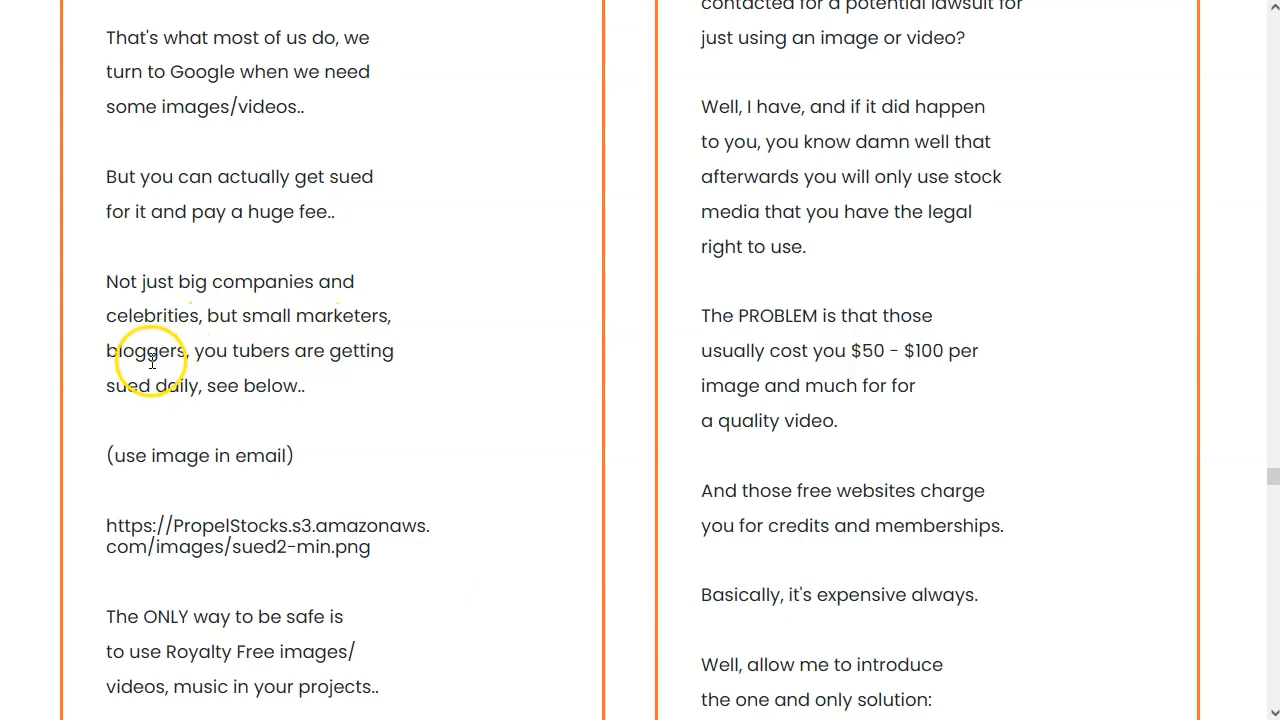 That's what most of us do, we
turn to Google when we need
some images/videos..
But you can actually get sued
for it and pay a huge fee..
Not just big companies and
celebrities, but small marketers,
bloggers, you tubers are getting
sued daily, see below..
(use image in email)
https://PropelStocks.s3.amazonaws.
com/images/sued2-min.png
The ONLY way to be safe is
to use Royalty Free images/
videos, music in your projects..
contacted for a potential lawsuit for
just using an image or video?
Well, I have, and if it did happen
to you, you know damn well that
afterwards you will only use stock
media that you have the legal
right to use.
The PROBLEM is that those
usually cost you $50 - $100 per
image and much for for
a quality video.
And those free websites charge
you for credits and memberships.
Basically, it's expensive always.
Well, allow me to introduce
the one and only solution: